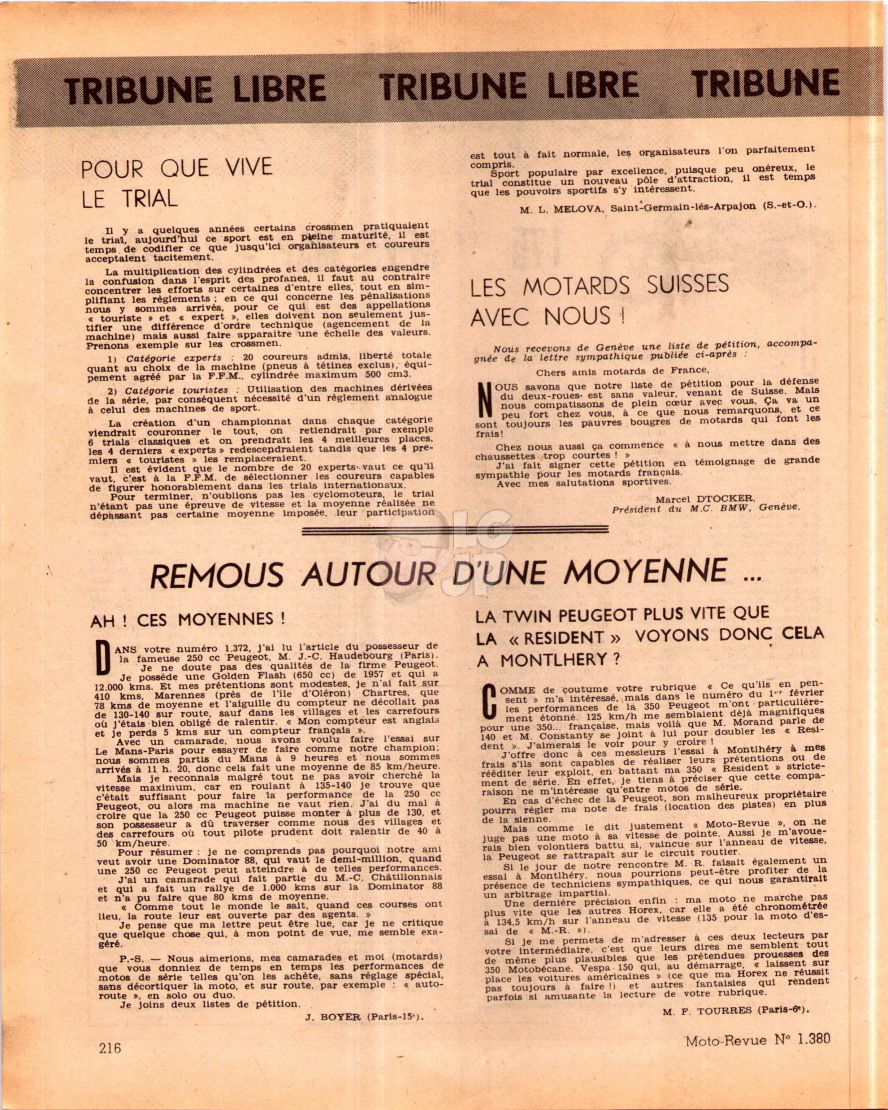 TRIBUNE LIBRE TRIBUNE LIBRE TRIBUNE
POUR QUE VIVE
LE TRIAL
Il y a quelques années certains crossmen pratiquaient
le trial, aujourd'hui ce sport est en pleine maturité, il est
temps de codifier ce que jusqu'ici organisateurs et coureurs
acceptaient tacitement.
La multiplication des cylindrées et des catégories engendre
la confusion dans l'esprit des profanes, il faut au contraire
concentrer les efforts sur certaines d'entre elles, tout en sim-
plifiant les règlements ; en ce qui concerne les pénalisations
nous y sommes arrivés, pour ce qui est des appellations
« touriste » et « expert », elles doivent non seulement jus-
tifier une différence d'ordre technique (agencement de la
machine) mais aussi faire apparaître une échelle des valeurs.
Prenons exemple sur les crossmen.
1) Catégorie experts : 20 coureurs admis, liberté totale
quant au choix de la machine (pneus à tétines exclus), équi-
pement agréé par la F.F.M., cylindrée maximum 500 cm3.
2) Catégorie touristes : Utilisation des machines dérivées
de la série, par conséquent nécessité d'un règlement analogue
à celui des machines de sport.
La création d'un championnat dans chaque catégorie
viendrait couronner le tout, on retiendrait par exemple
6 trials classiques et on prendrait les 4 meilleures places,
les 4 derniers « experts » redescendraient tandis que les 4 pre-
miers « touristes » les remplaceraient.
Il est évident que le nombre de 20 experts vaut ce qu'il
vaut, c'est à la F.F.M. de sélectionner les coureurs capables
de figurer honorablement dans les trials internationaux.
Pour terminer, n'oublions pas les cyclomoteurs, le trial
n'étant pas une épreuve de vitesse et la moyenne réalisée ne
dépassant pas certaine moyenne imposée, leur participation
est tout à fait normale, les organisateurs l'on parfaitement
compris.
Sport populaire par excellence, puisque peu onéreux, le
trial constitue un nouveau pôle d'attraction, il est temps
que les pouvoirs sportifs s'y intéressent.
M. L. MELOVA, Saint-Germain-lès-Arpajon (S.-et-O.).
LES MOTARDS SUISSES
AVEC NOUS !
Nous recevons de Genève une liste de pétition, accompa-
gnée de la lettre sympathique publiée ci-après :
Chers amis motards de France,
NOUS savons que notre liste de pétition pour la défense
du deux-roues est sans valeur, venant de Suisse. Mais
nous compatissons de plein cœur avec vous. Ça va un
peu fort chez vous, à ce que nous remarquons, et ce
sont toujours les pauvres bougres de motards qui font les
frais!
Chez nous aussi ça commence « à nous mettre dans des
chaussettes trop courtes ! »
J'ai fait signer cette pétition en témoignage de grande
sympathie pour les motards français.
Avec mes salutations sportives.
Marcel DTOCKER,
Président du M.C. BMW, Genève.
LC
UP
REMOUS AUTOUR D'UNE MOYENNE ...
AH ! CES MOYENNES !
DANS votre numéro 1.372, j'ai lu l'article du possesseur de
la fameuse 250 cc Peugeot, M. J.-C. Haudebourg (Paris).
Je ne doute pas des qualités de la firme Peugeot.
Je possède une Golden Flash (650 cc) de 1957 et qui a
12.000 kms. Et mes prétentions sont modestes, je n'ai fait sur
410 kms, Marennes (près de l'île d'Oléron) Chartres, que
78 kms de moyenne et l'aiguille du compteur ne décollait pas
de 130-140 sur route, sauf dans les villages et les carrefours
où j'étais bien obligé de ralentir. « Mon compteur est anglais
et je perds 5 kms sur un compteur français ».
Avec un camarade, nous avons voulu faire l'essai sur
Le Mans-Paris pour essayer de faire comme notre champion;
nous sommes partis du Mans à 9 heures et nous sommes
arrivés à 11 h. 20, donc cela fait une moyenne de 85 km/heure.
Mais je reconnais malgré tout ne pas avoir cherché la
vitesse maximum, car en roulant à 135-140 je trouve que
c'était suffisant pour faire la performance de la 250 cc
Peugeot, ou alors ma machine ne vaut rien. J'ai du mal à
croire que la 250 cc Peugeot puisse monter à plus de 130, et
son possesseur a dû traverser comme nous des villages et
des carrefours où tout pilote prudent doit ralentir de 40 à
50 km/heure.
Pour résumer : je ne comprends pas pourquoi notre ami
veut avoir une Dominator 88, qui vaut le demi-million, quand
une 250 cc Peugeot peut atteindre à de telles performances.
J'ai un camarade qui fait partie du M.-C. Châtillonnais
et qui a fait un rallye de 1.000 kms sur la Dominator 88
et n'a pu faire que 80 kms de moyenne.
« Comme tout le monde le sait, quand ces courses ont
lieu, la route leur est ouverte par des agents. »
Je pense que ma lettre peut être lue, car je ne critique
que quelque chose qui, à mon point de vue, me semble exa-
géré.
P.-S. — Nous aimerions, mes camarades et moi (motards)
que vous donniez de temps en temps les performances de
motos de série telles qu'on les achète, sans réglage spécial,
sans décortiquer la moto, et sur route, par exemple : « auto-
route », en solo ou duo.
Je joins deux listes de pétition.
J. BOYER (Paris-15e).
LA TWIN PEUGEOT PLUS VITE QUE
LA « RESIDENT » VOYONS DONC CELA
A MONTLHERY ?
COMME de coutume votre rubrique « Ce qu'ils en pen-
sent » m'a intéressé, mais dans le numéro du 1er février
les performances de la 350 Peugeot m'ont particulière-
ment étonné. 125 km/h me semblaient déjà magnifiques
pour une 350... française, mais voilà que M. Morand parle de
140 et M. Constanty se joint à lui pour doubler les « Resi-
dent ». J'aimerais le voir pour y croire !
J'offre donc à ces messieurs l'essai à Montlhéry à mes
frais s'ils sont capables de réaliser leurs prétentions ou de
rééditer leur exploit, en battant ma 350 « Resident » stricte-
ment de série. En effet, je tiens à préciser que cette compa-
raison ne m'intéresse qu'entre motos de série.
En cas d'échec de la Peugeot, son malheureux propriétaire
pourra régler ma note de frais (location des pistes) en plus
de la sienne.
Mais comme le dit justement « Moto-Revue », on ne
juge pas une moto à sa vitesse de pointe. Aussi je m'avoue-
rais bien volontiers battu si, vaincue sur l'anneau de vitesse,
la Peugeot se rattrapait sur le circuit routier.
Si le jour de notre rencontre M. R. faisait également un
essai à Montlhéry, nous pourrions peut-être profiter de la
présence de techniciens sympathiques, ce qui nous garantirait
un arbitrage impartial.
Une dernière précision enfin : ma moto ne marche pas
plus vite que les autres Horex, car elle a été chronométrée
à 134,5 km/h sur l'anneau de vitesse (135 pour la moto d'es-
sai de « M.-R. »).
Si je me permets de m'adresser à ces deux lecteurs par
votre intermédiaire, c'est que leurs dires me semblent tout
de même plus plausibles que les prétendues prouesses des
350 Motobécane, Vespa 150 qui, au démarrage, « laissent sur
place les voitures américaines » (ce que ma Horex ne réussit
pas toujours à faire !) et autres fantaisies qui rendent
parfois si amusante la lecture de votre rubrique.
M. F. TOURRES (Paris-6e).
216
Moto-Revue N° 1.380